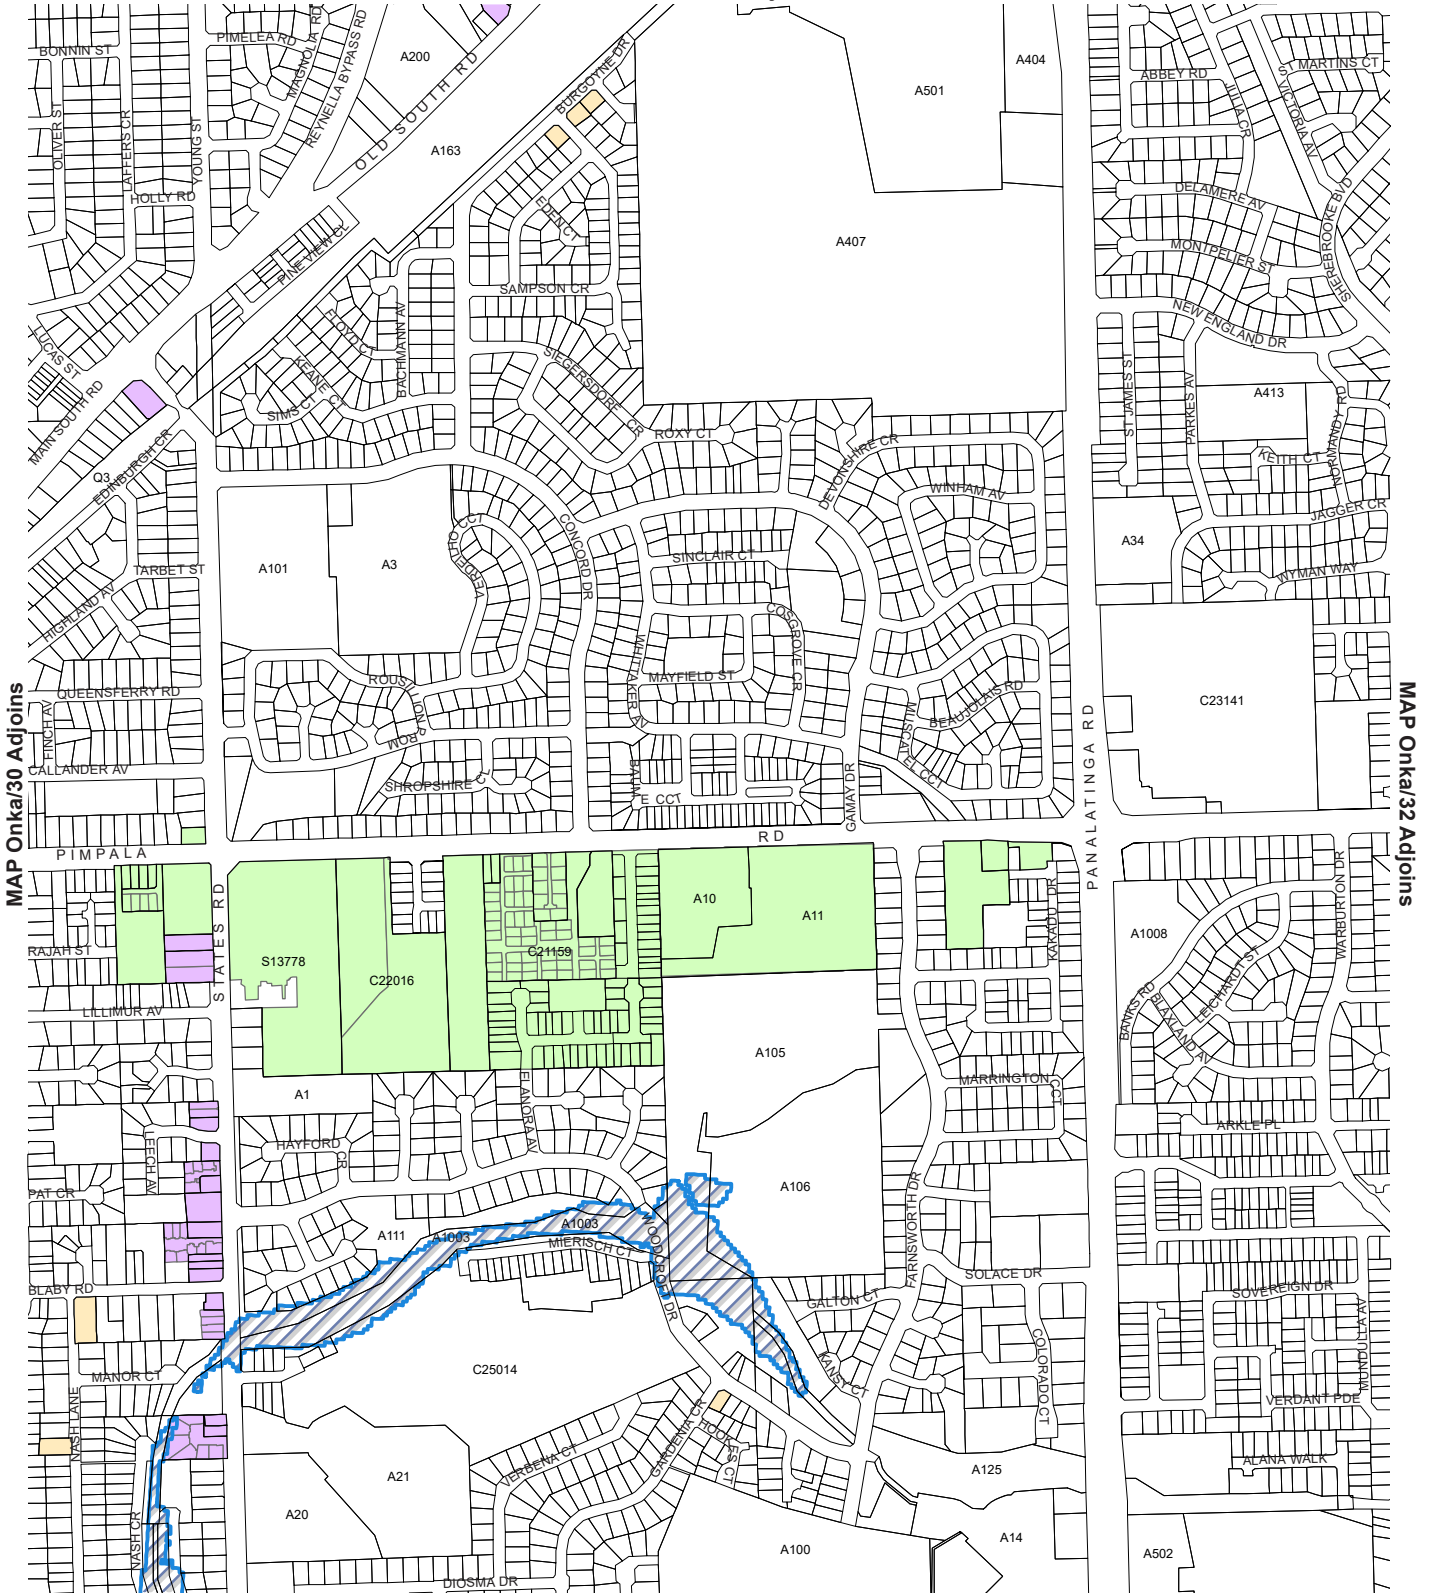 BONNIN ST
PIMELEA RD
MAGNOLIA RD
REYNELLA BYPASS RD
A200
OLD SOUTH RD
BURGOYNE DR
A501
A404
ABBEY RD
ST MARTINS CT
JULIA CR
VICTORIA AV
OLIVER ST
LAFFERS CR
YOUNG ST
A163
HOLLY RD
DELAMERE AV
EDEN CT
A407
PINE VIEW CL
MONTPELIER ST
SHEREBROOKE BVD
SAMPSON CR
FLOYD CT
BACHMANN AV
NEW ENGLAND DR
LUCAS ST
KEANE CT
SIEGERSDORF CR
MAIN SOUTH RD
SIMS CT
ST JAMES ST
PARKES AV
A413
NORMANDY RD
ROXY CT
DEVONSHIRE CR
KEITH CT
Q3
EDINBURGH CR
WINHAM AV
JAGGER CR
VERDELHO CCT
CONCORD DR
A34
TARBET ST
A101
A3
SINCLAIR CT
WYMAN WAY
HIGHLAND AV
COSGROVE CR
WHITTAKER AV
MAYFIELD ST
QUEENSFERRY RD
ROUSILLION PROM
BEAUJOLAIS RD
MUSCATEL CCT
C23141
FINCH AV
MAP Onka/30 Adjoins
MAP Onka/32 Adjoins
CALLANDER AV
SHROPSHIRE CL
BAUM
E CCT
GAMAY DR
PANALATINGA RD
PIMPALA
RD
STATES RD
A10
A11
KAKADU DR
WARBURTON DR
RAJAH ST
S13778
C22016
C21159
A1008
LEICHARDT ST
BANKS RD
BLAXLAND AV
LILLIMUR AV
A105
A1
ELANORA AV
MARRINGTON CCT
ARKLE PL
LEECH AV
HAYFORD CR
PAT CR
A106
FARNSWORTH DR
A111
A1003
A1003
MIERISCH CT
WOODCROFT DR
SOLACE DR
BLABY RD
GALTON CT
SOVEREIGN DR
MUNDULLA AV
MANOR CT
C25014
KANSY CT
COLORADO CT
VERDANT PDE
NASH LANE
GARDENIA CR
HOOKES CT
VERBENA CT
ALANA WALK
A21
A125
A20
NASH CR
A14
A100
A502
DIOSMA DR